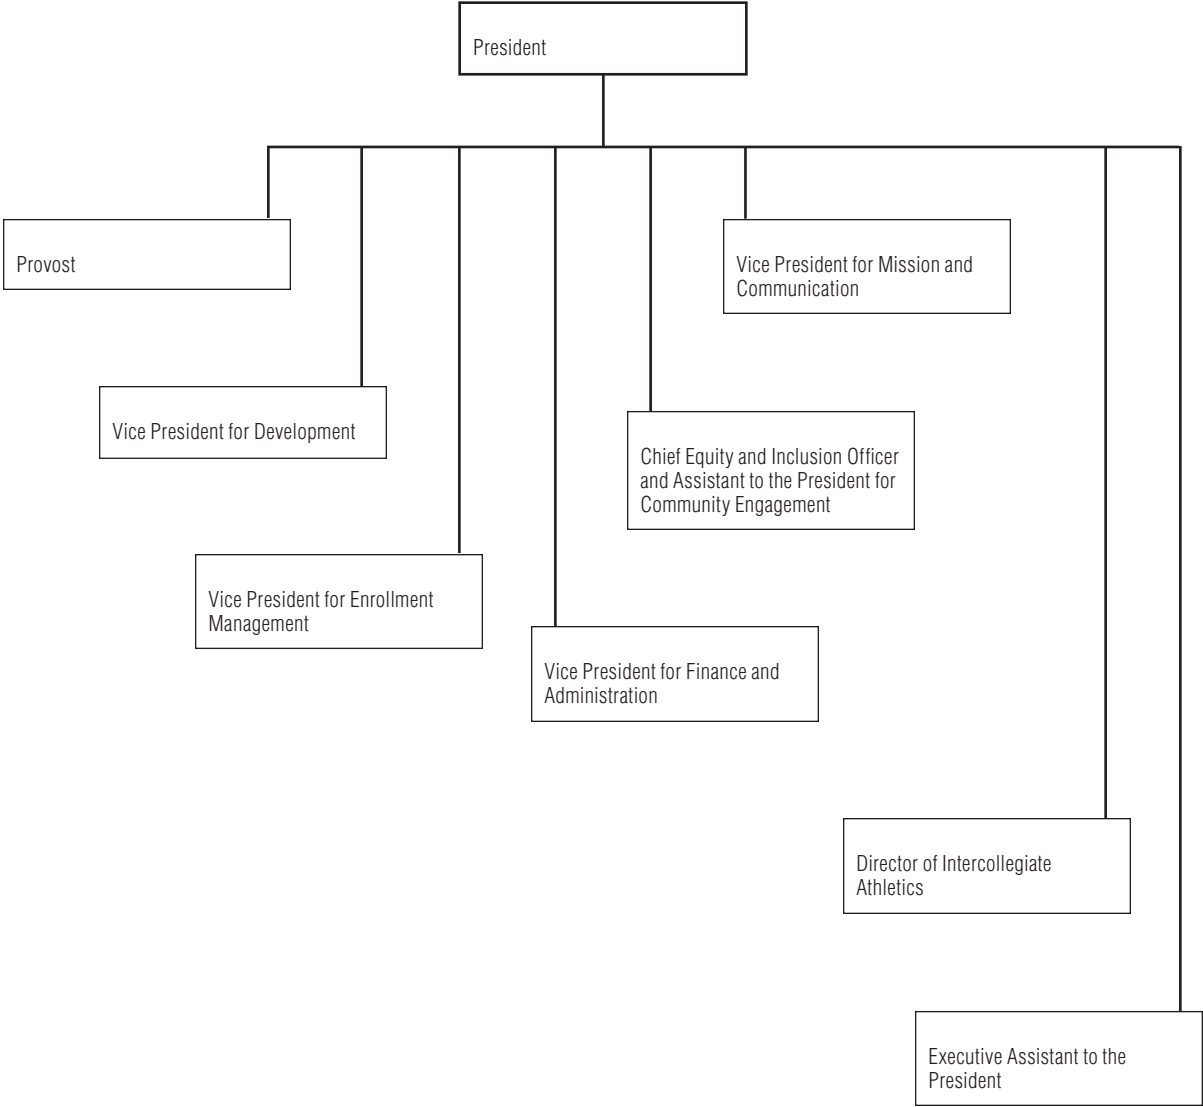 President
Provost
Vice President for Mission and
Communication
Vice President for Development
Chief Equity and Inclusion Officer
and Assistant to the President for
Community Engagement
Vice President for Enrollment
Management
Vice President for Finance and
Administration
Director of Intercollegiate
Athletics
Executive Assistant to the
President